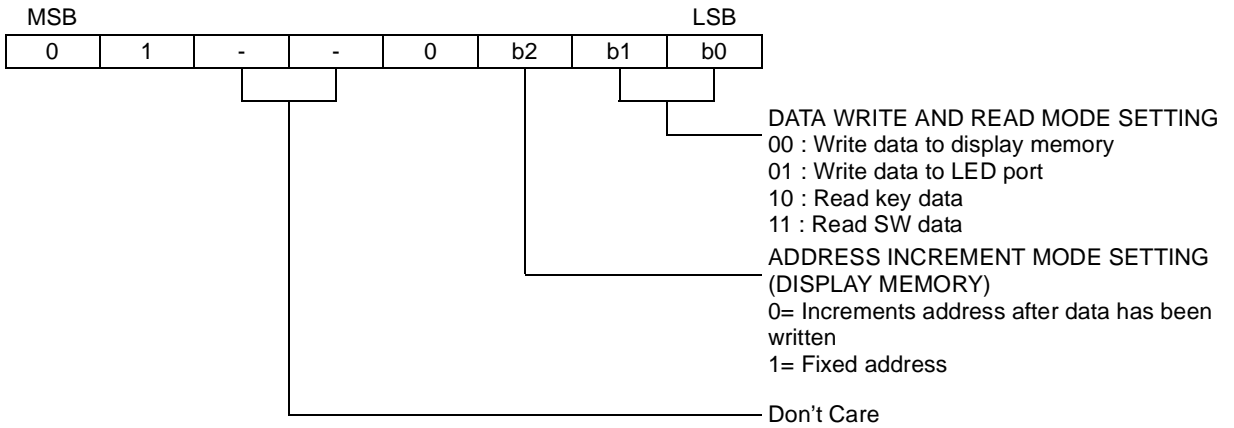 MSB LSB
0 1 - - 0 b2 b1 b0
DATA WRITE AND READ MODE SETTING
00 : Write data to display memory
01 : Write data to LED port
10 : Read key data
11 : Read SW data
ADDRESS INCREMENT MODE SETTING
(DISPLAY MEMORY)
0= Increments address after data has been
written
1= Fixed address
Don't Care